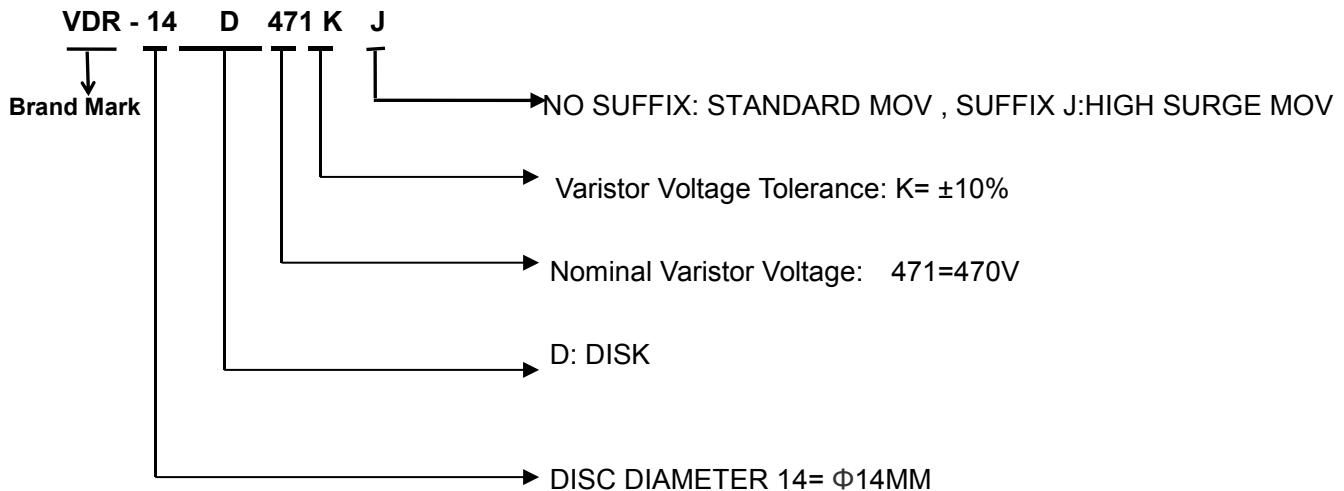 VDR - 14 D 471 K J
Brand Mark
NO SUFFIX: STANDARD MOV , SUFFIX J:HIGH SURGE MOV
Varistor Voltage Tolerance: K= ±10%
Nominal Varistor Voltage: 471=470V
D: DISK
DISC DIAMETER 14= Φ14MM